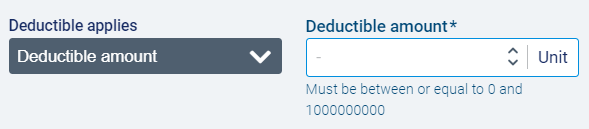 Deductible applies
Deductible amount
Deductible amount*
-
Unit
Must be between or equal to 0 and
1000000000